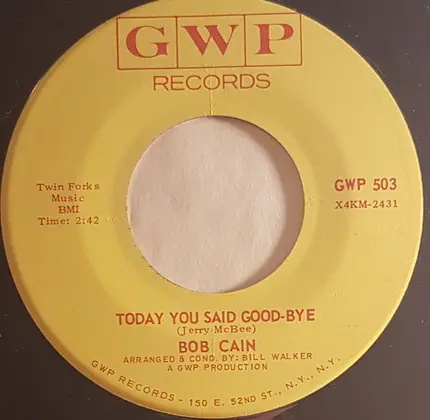 GWP
RECORDS
Twin Forks
Music
BMI
Time: 2:42
GWP 503
X4KM-2431
TODAY YOU SAID GOOD-BYE
(Jerry McBee)
BOB CAIN
ARRANGED & COND. BY: BILL WALKER
A GWP PRODUCTION
GWP RECORDS - 150 E. 52ND ST., N.Y., N.Y.